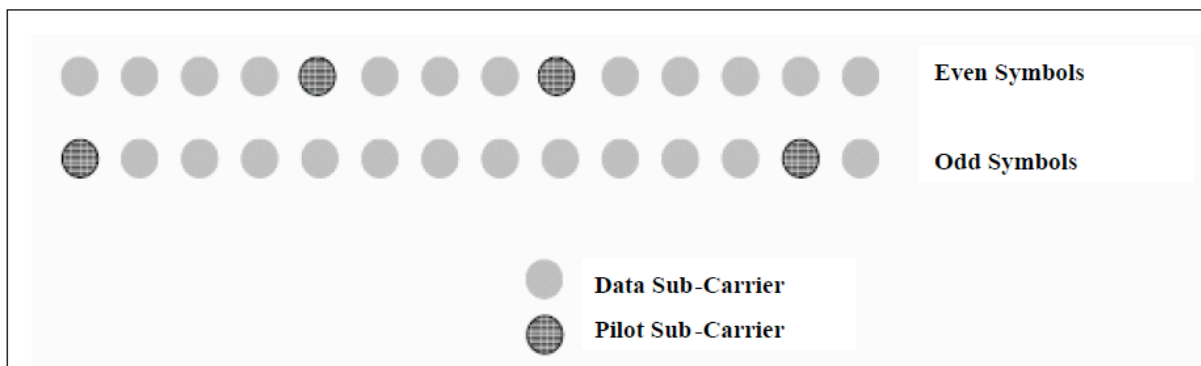 Even Symbols
Odd Symbols
Data Sub-Carrier
Pilot Sub-Carrier